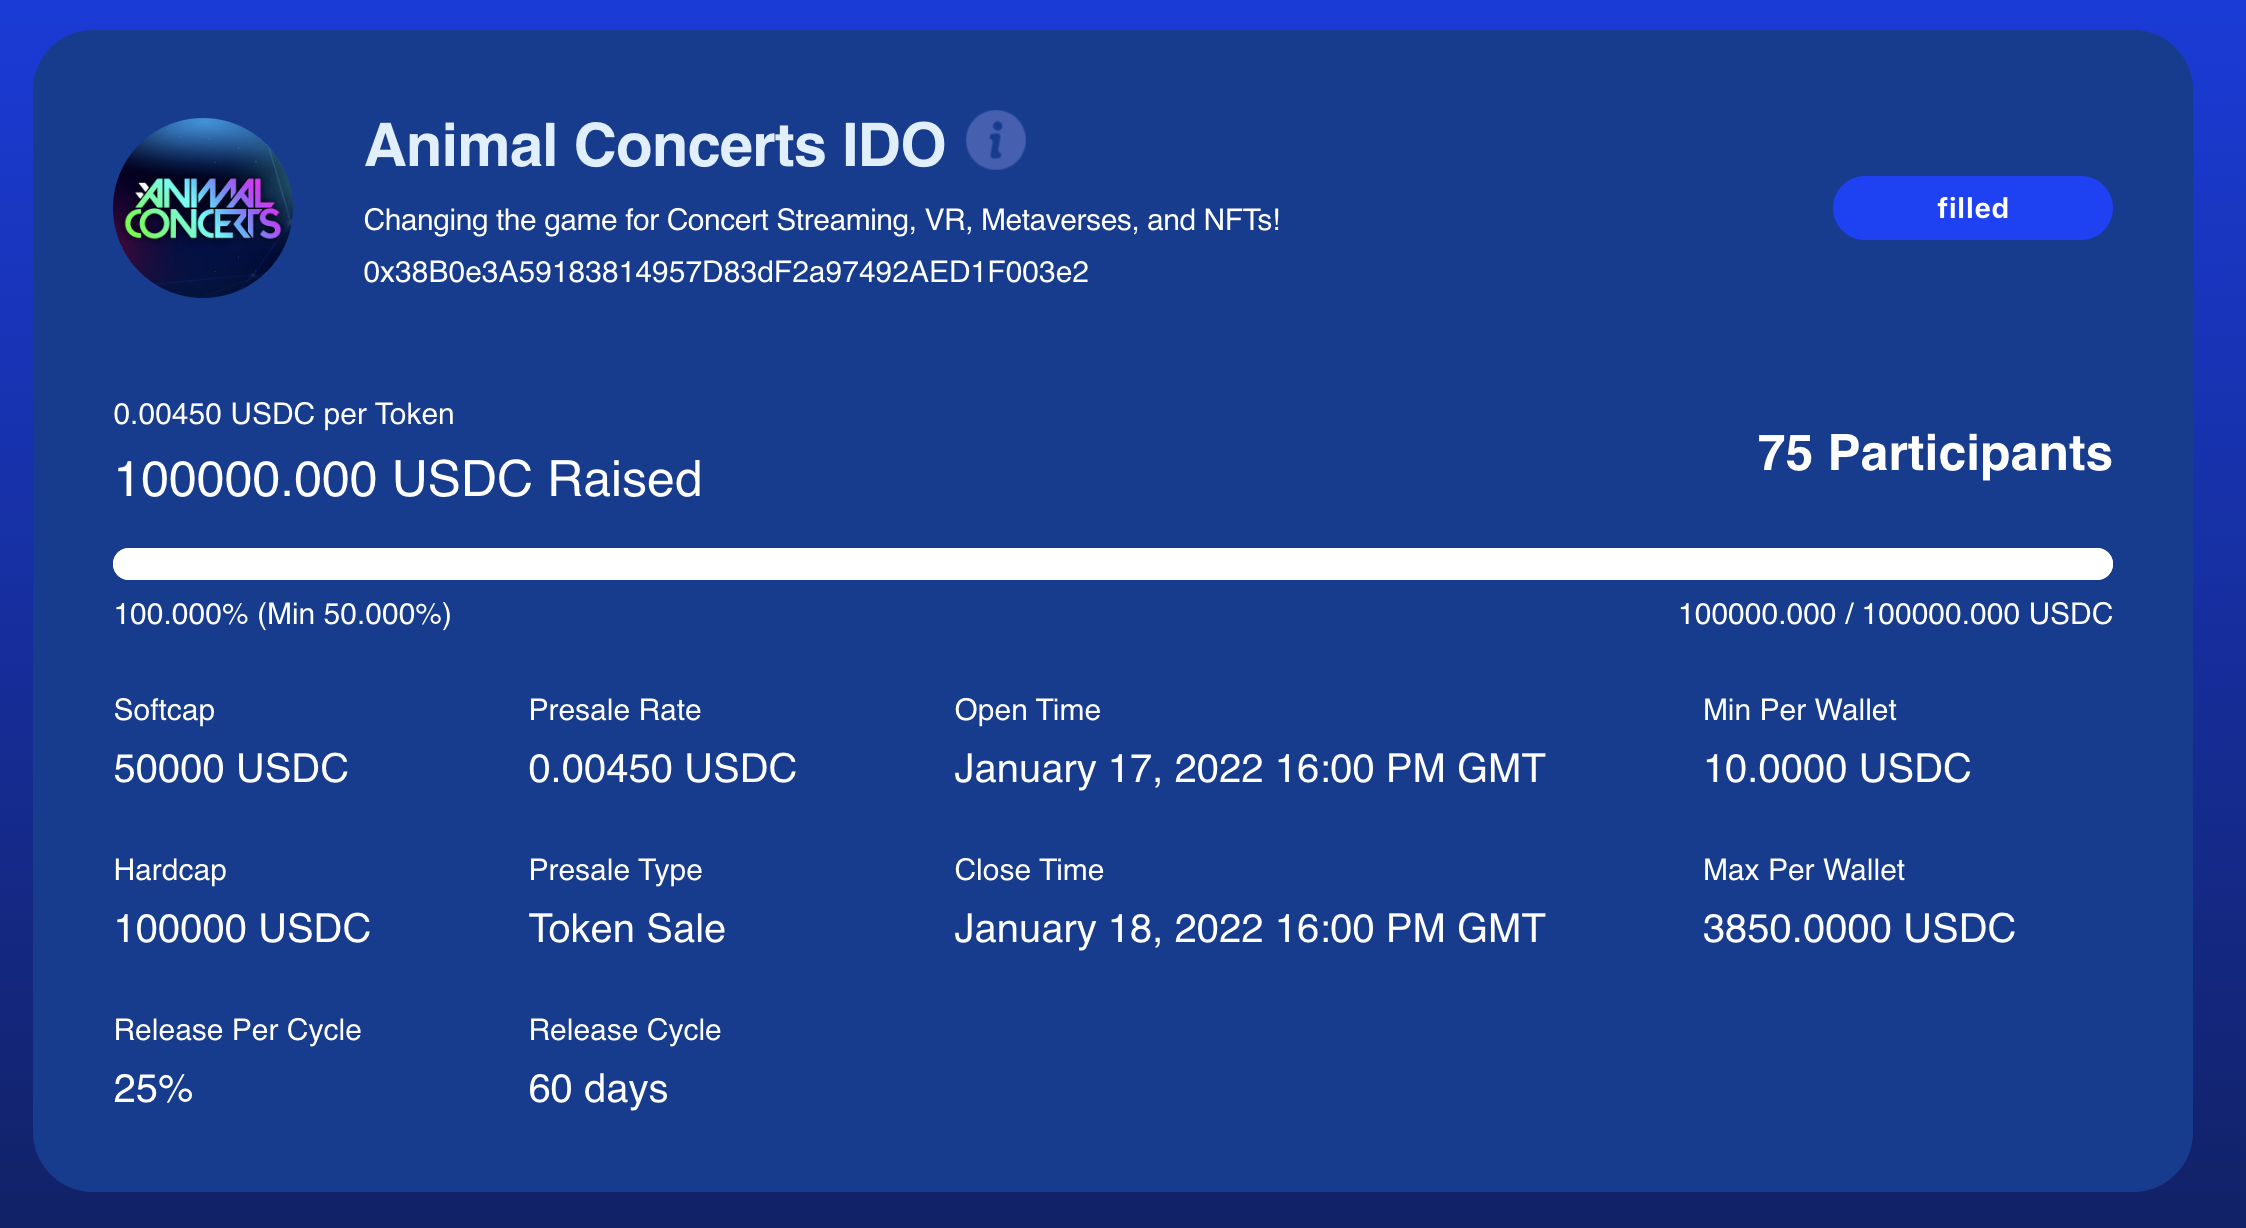 ANIMAL
CONCERTS
Animal Concerts IDO i
Changing the game for Concert Streaming, VR, Metaverses, and NFTs!
0x38B0e3A59183814957D83dF2a97492AED1F003e2
filled
0.00450 USDC per Token
100000.000 USDC Raised
75 Participants
100.000% (Min 50.000%)
100000.000 / 100000.000 USDC
Softcap
50000 USDC
Presale Rate
0.00450 USDC
Open Time
January 17, 2022 16:00 PM GMT
Min Per Wallet
10.0000 USDC
Hardcap
100000 USDC
Presale Type
Token Sale
Close Time
January 18, 2022 16:00 PM GMT
Max Per Wallet
3850.0000 USDC
Release Per Cycle
25%
Release Cycle
60 days